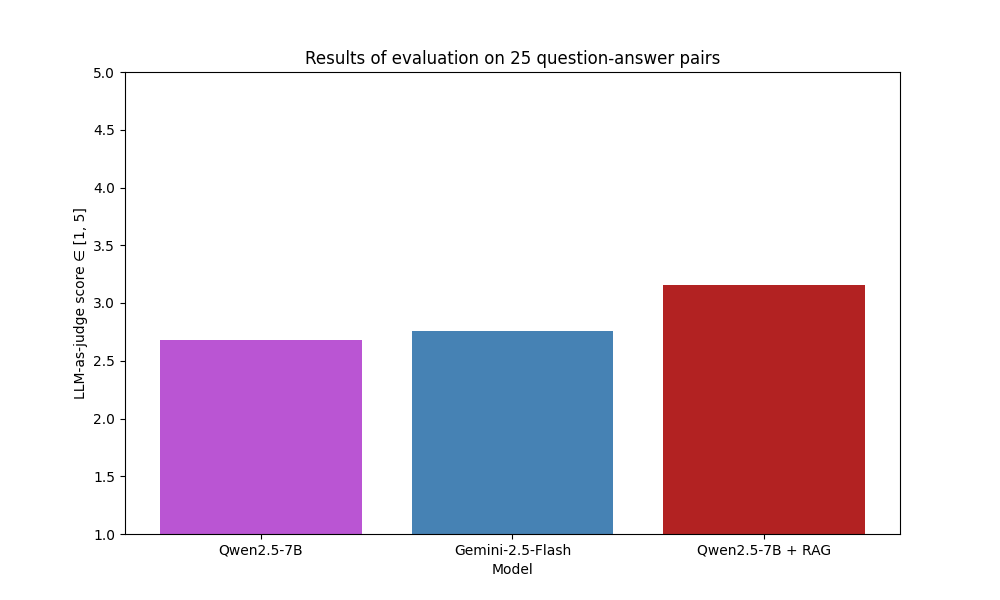 Results of evaluation on 25 question-answer pairs
LLM-as-judge score ∈ [1, 5]
5.0
4.5
4.0
3.5
3.0
2.5
2.0
1.5
1.0
Qwen2.5-7B
Gemini-2.5-Flash
Qwen2.5-7B + RAG
Model